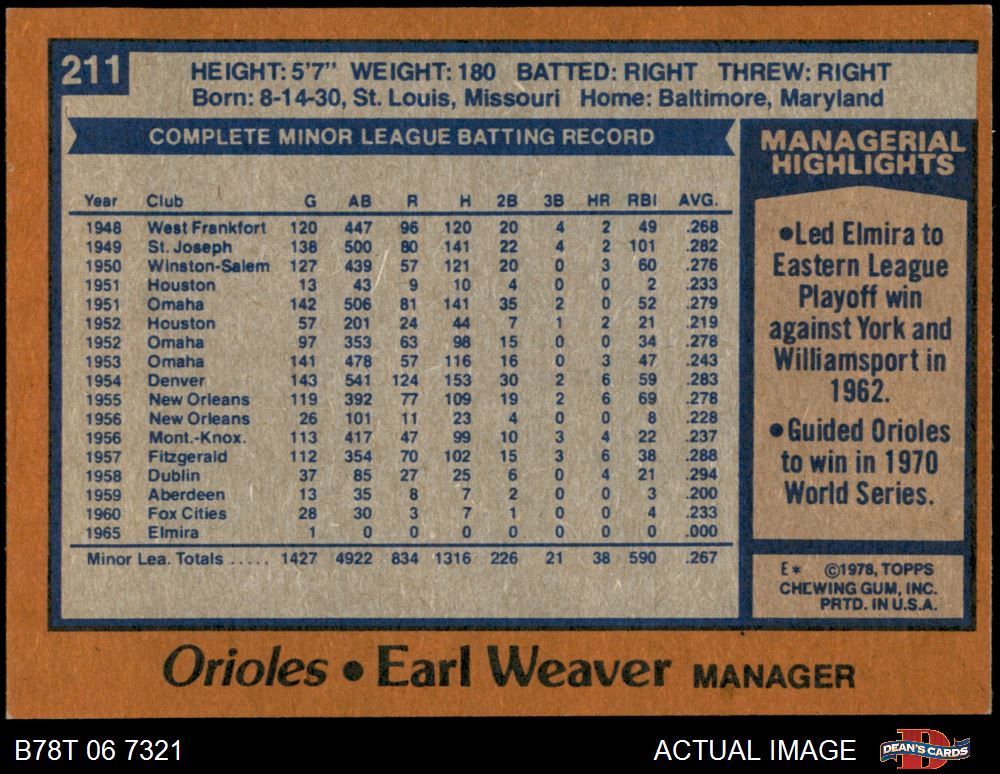 211
HEIGHT: 5'7" WEIGHT: 180 BATTED: RIGHT THREW: RIGHT
Born: 8-14-30, St. Louis, Missouri Home: Baltimore, Maryland
COMPLETE MINOR LEAGUE BATTING RECORD
Year Club G AB R H 2B 3B HR RBI AVG.
1948 West Frankfort 120 447 96 120 20 4 2 49 .268
1949 St. Joseph 138 500 80 141 22 4 2 101 .282
1950 Winston-Salem 127 439 57 121 20 0 3 60 .276
1951 Houston 13 43 9 10 4 0 0 2 .233
1951 Omaha 142 506 81 141 35 2 0 52 .279
1952 Houston 57 201 24 44 7 1 2 21 .219
1952 Omaha 97 353 63 98 15 0 0 34 .278
1953 Omaha 141 478 57 116 16 0 3 47 .243
1954 Denver 143 541 124 153 30 2 6 59 .283
1955 New Orleans 119 392 77 109 19 2 6 69 .278
1956 New Orleans 26 101 11 23 4 0 0 8 .228
1956 Mont.-Knox. 113 417 47 99 10 3 4 22 .237
1957 Fitzgerald 112 354 70 102 15 3 6 38 .288
1958 Dublin 37 85 27 25 6 0 4 21 .294
1959 Aberdeen 13 35 8 7 2 0 0 3 .200
1960 Fox Cities 28 30 3 7 1 0 0 4 .233
1965 Elmira 1 0 0 0 0 0 0 0 .000
Minor Lea. Totals ..... 1427 4922 834 1316 226 21 38 590 .267
MANAGERIAL
HIGHLIGHTS
•Led Elmira to
Eastern League
Playoff win
against York and
Williamsport in
1962.
•Guided Orioles
to win in 1970
World Series.
E* ©1978, TOPPS
CHEWING GUM, INC.
PRTD. IN U.S.A.
Orioles • Earl Weaver MANAGER
B78T 06 7321
ACTUAL IMAGE
D
DEAN'S CARDS